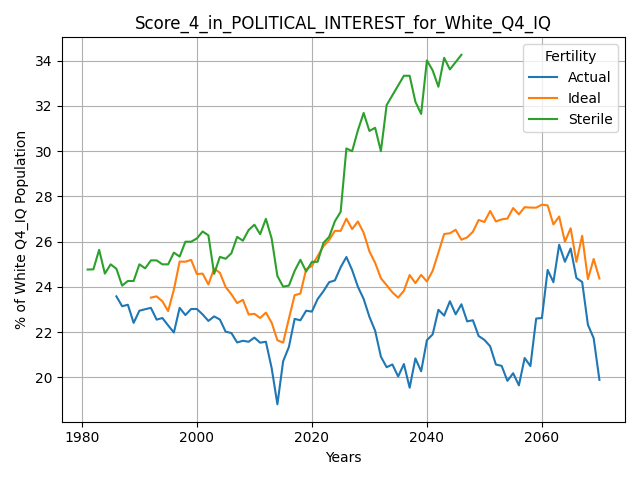 Score_4_in_POLITICAL_INTEREST_for_White_Q4_IQ
Fertility
Actual
Ideal
Sterile
% of White Q4_IQ Population
34
32
30
28
26
24
22
20
1980
2000
2020
2040
2060
Years